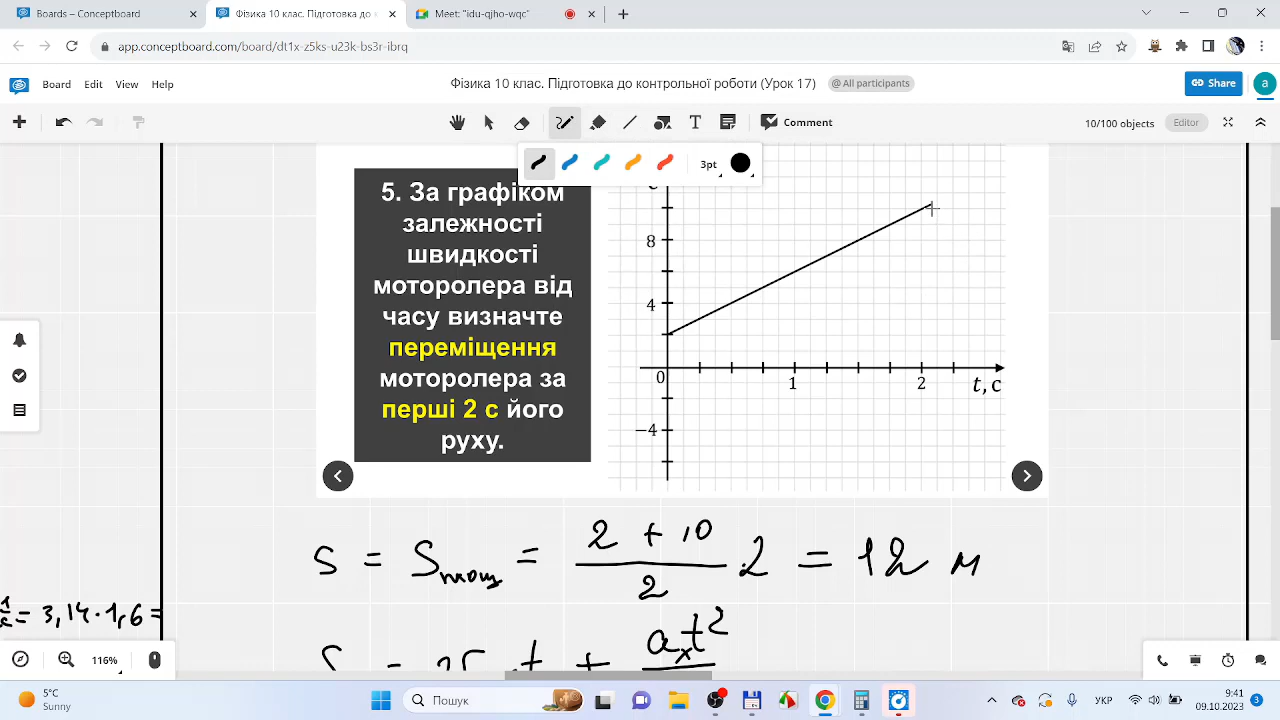 Boards – Conceptboard
Фізика 10 клас. Підготовка до
Meet: "idu-qjho-wqc"
app.conceptboard.com/board/dt1x-z5ks-u23k-bs3r-ibrq
Board Edit View Help
Фізика 10 клас. Підготовка до контрольної роботи (Урок 17)
@ All participants
Share
a
T
Comment
10/100 objects
Editor
3pt
5. За графіком
залежності
швидкості
моторолера від
часу визначте
переміщення
моторолера за
перші 2 с його
руху.
8
4
0
1
2
t, с
−4
s = Sплощ = 2 + 10 / 2 · 2 = 12 м
= 3,14 · 1,6 =
t + aₓt²
116%
5°C
Sunny
Пошук
УКР
9:41
09.10.2023
3